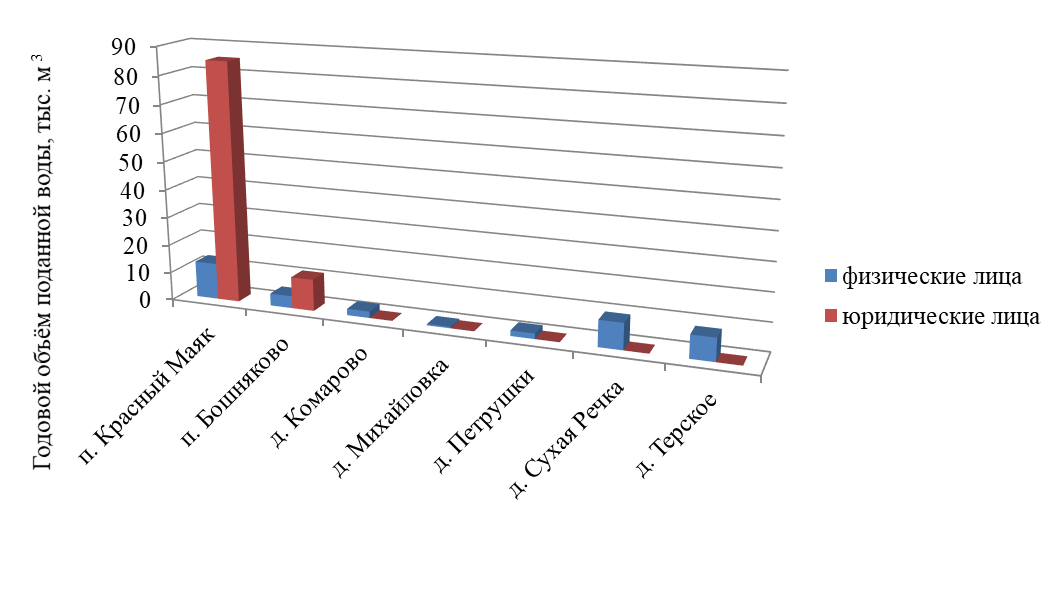 Годовой объём поданной воды, тыс. м ³
90
80
70
60
50
40
30
20
10
0
п. Красный Маяк
п. Бошняково
д. Комарово
д. Михайловка
д. Петрушки
д. Сухая Речка
д. Терское
физические лица
юридические лица